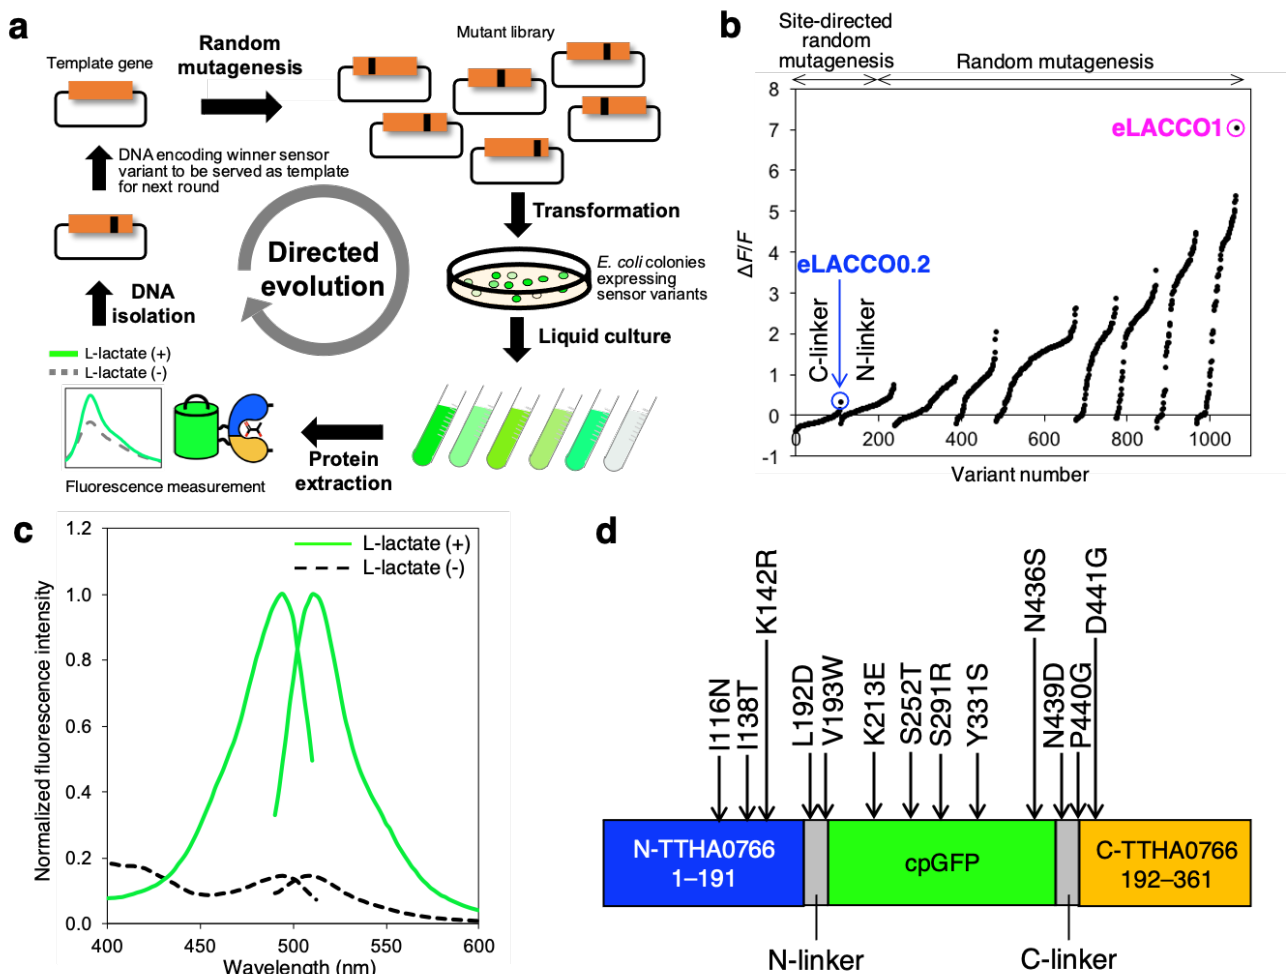 a
Template gene
Random
mutagenesis
Mutant library
DNA encoding winner sensor
variant to be served as template
for next round
Transformation
Directed
evolution
E. coli colonies
expressing
sensor variants
DNA
isolation
Liquid culture
L-lactate (+)
L-lactate (-)
Protein
extraction
Fluorescence measurement
b
Site-directed
random
mutagenesis
Random mutagenesis
8
7
6
5
4
3
2
1
0
-1
ΔF/F
eLACCO1
eLACCO0.2
C-linker
N-linker
0
200
400
600
800
1000
Variant number
c
1.2
1.0
0.8
0.6
0.4
0.2
0.0
Normalized fluorescence intensity
L-lactate (+)
L-lactate (-)
400
450
500
550
600
Wavelength (nm)
d
I116N
I138T
K142R
L192D
V193W
K213E
S252T
S291R
Y331S
N436S
N439D
P440G
D441G
N-TTHA0766
1–191
cpGFP
C-TTHA0766
192–361
N-linker
C-linker